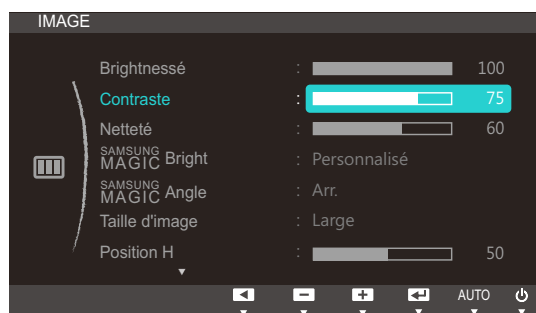 IMAGE
Brightnessé : 100
Contraste : 75
Netteté : 60
SAMSUNG MAGIC Bright : Personnalisé
SAMSUNG MAGIC Angle : Arr.
Taille d'image : Large
Position H : 50
AUTO